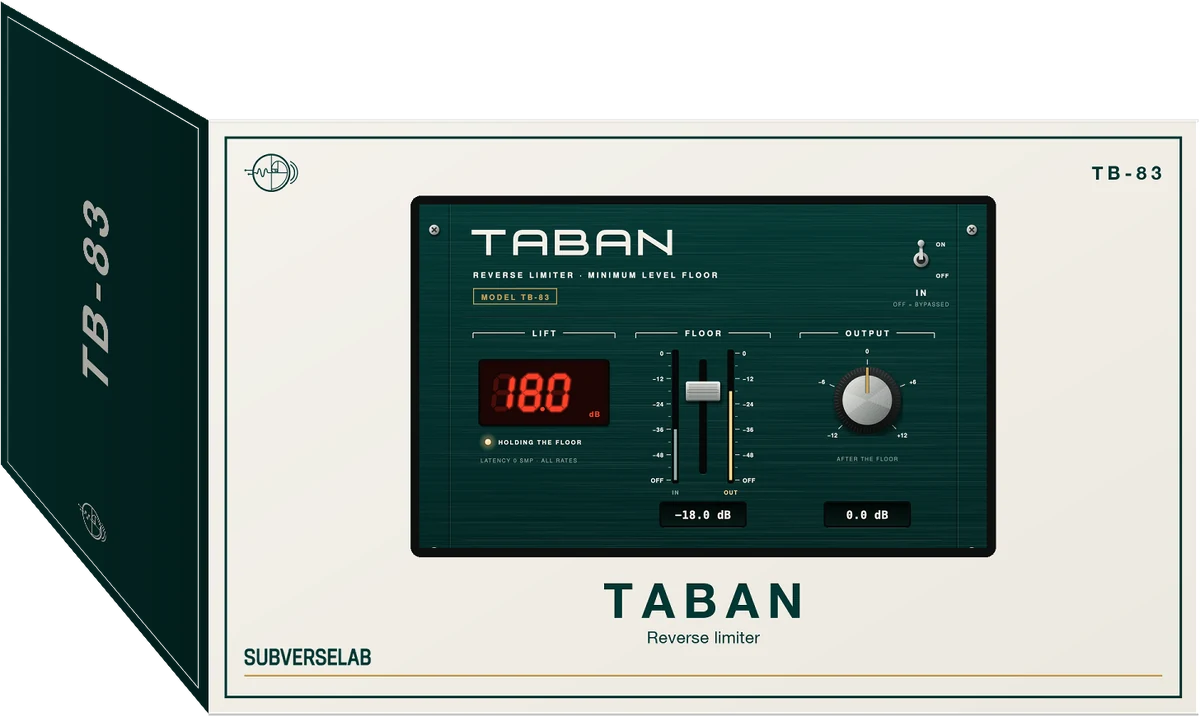 TB-83
TB-83
TABAN
REVERSE LIMITER · MINIMUM LEVEL FLOOR
MODEL TB-83
ON
OFF
IN
OFF = BYPASSED
LIFT
18.0
dB
HOLDING THE FLOOR
LATENCY 0 SMP · ALL RATES
FLOOR
0 0
-12 -12
-24 -24
-36 -36
-48 -48
OFF OFF
IN OUT
-18.0 dB
OUTPUT
0
-6 +6
-12 +12
AFTER THE FLOOR
0.0 dB
TABAN
Reverse limiter
SUBVERSELAB